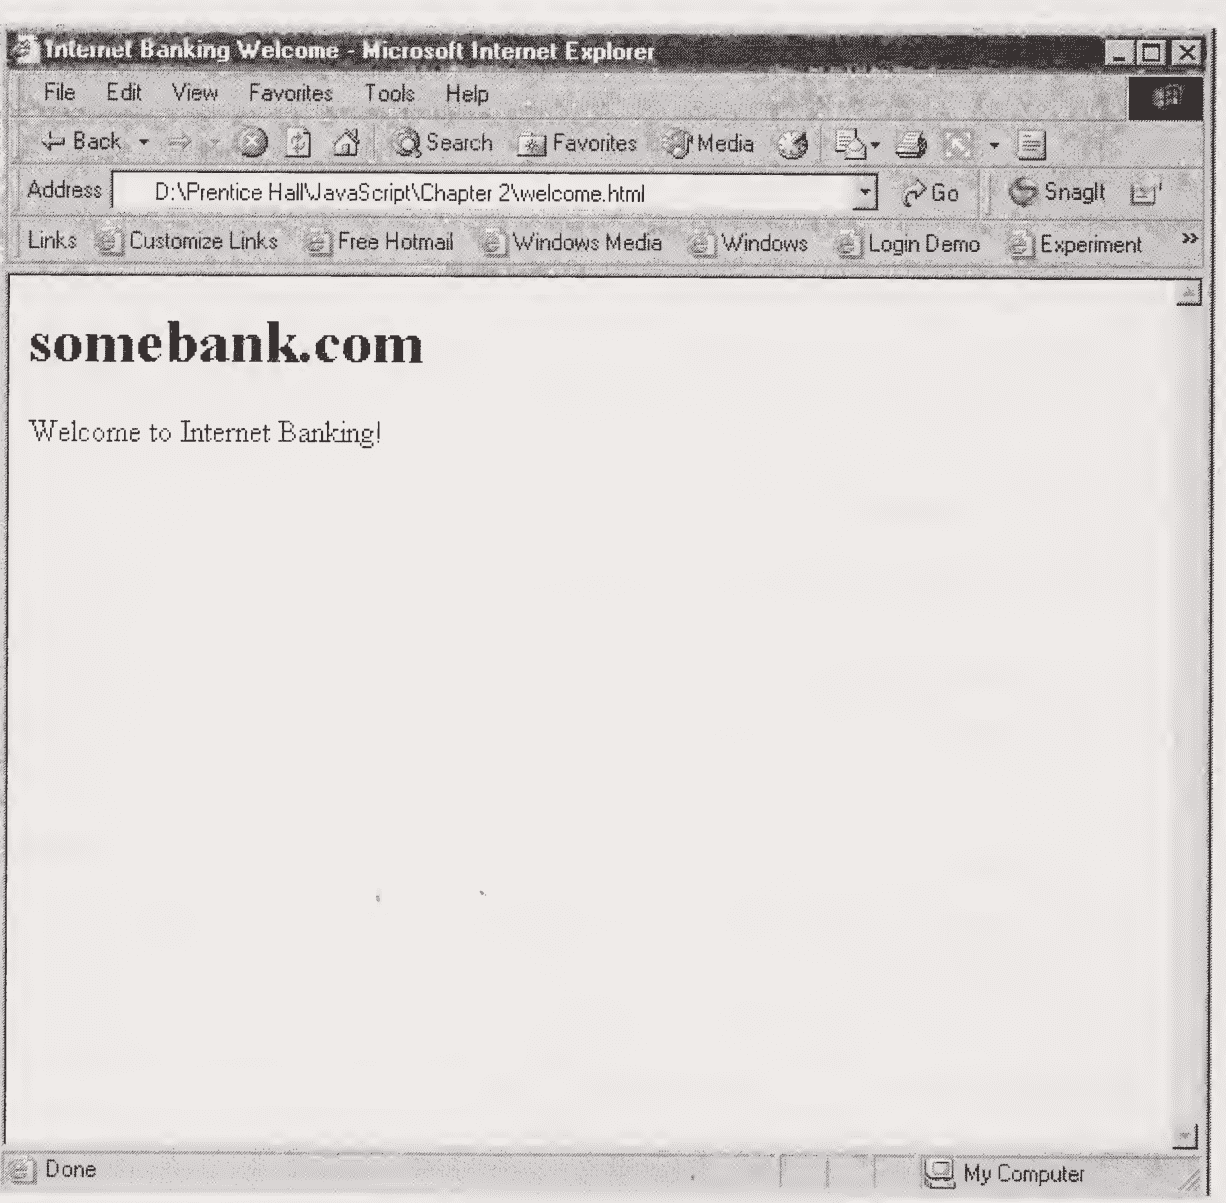 Internet Banking Welcome - Microsoft Internet Explorer
File Edit View Favorites Tools Help
Back Search Favorites Media
Address D:\Prentice Hall\JavaScript\Chapter 2\welcome.html Go SnagIt
Links Customize Links Free Hotmail Windows Media Windows Login Demo Experiment »
somebank.com
Welcome to Internet Banking!
Done My Computer